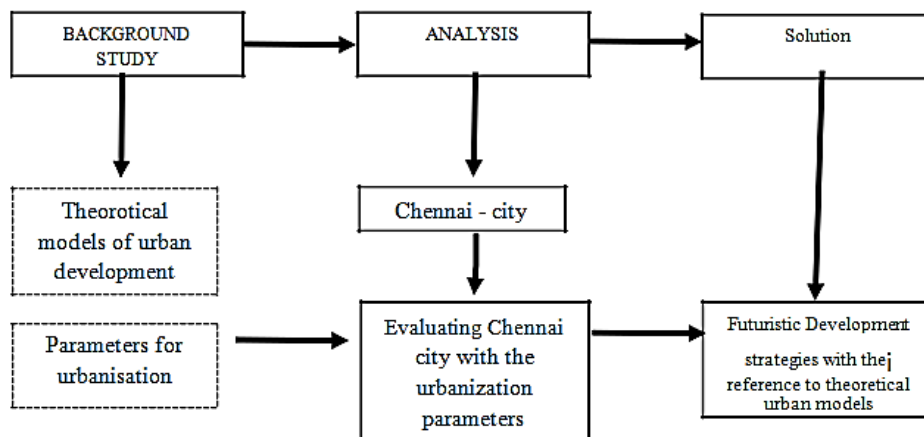 BACKGROUND
STUDY
ANALYSIS
Solution
Theorotical
models of urban
development
Chennai - city
Parameters for
urbanisation
Evaluating Chennai
city with the
urbanization
parameters
Futuristic Development
strategies with the j
reference to theoretical
urban models